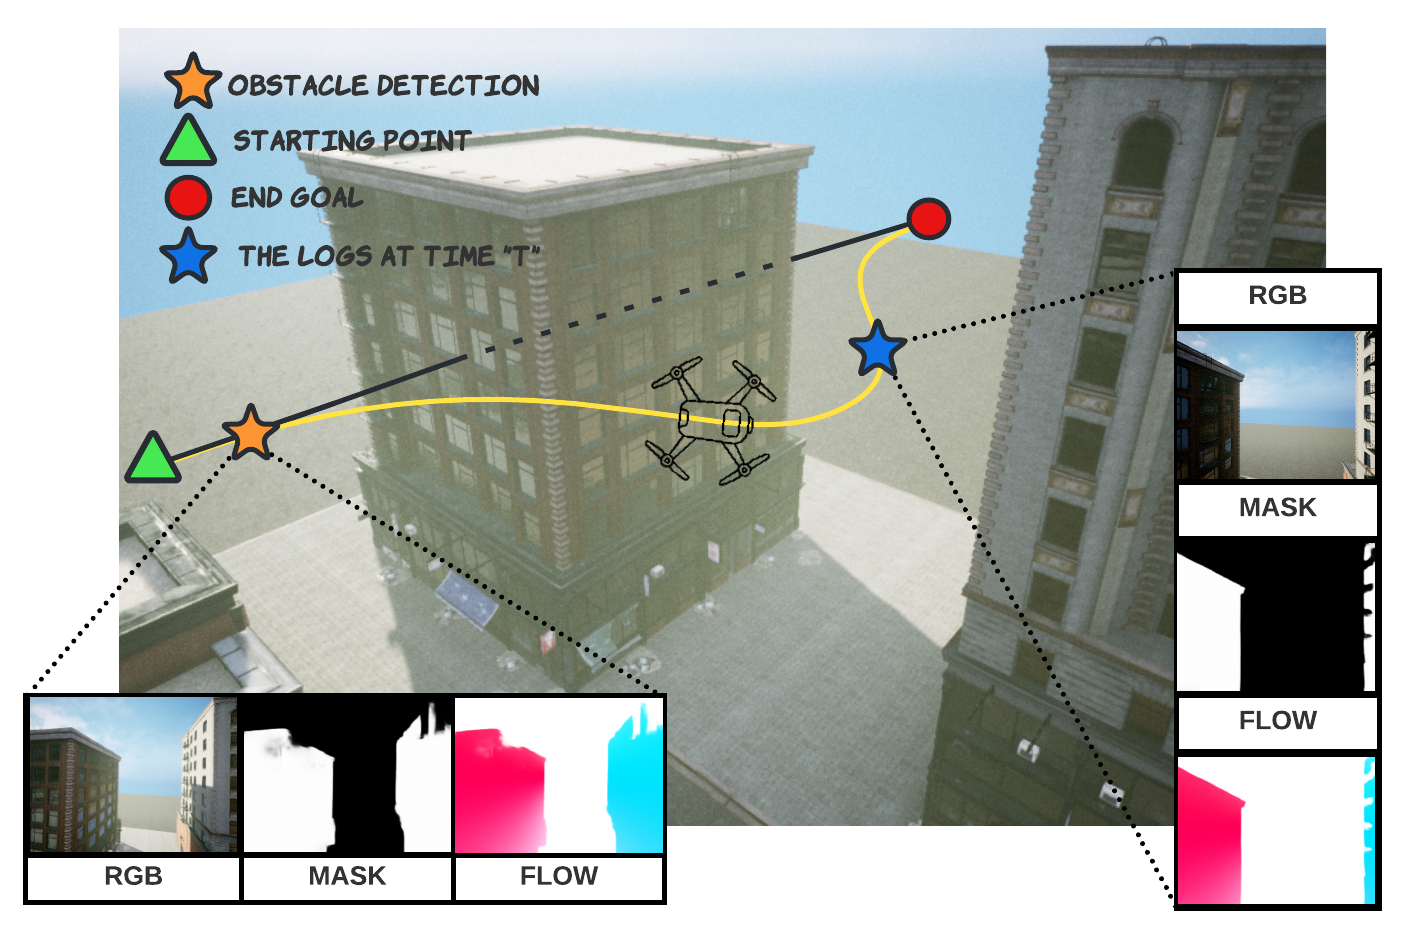 OBSTACLE DETECTION
STARTING POINT
END GOAL
THE LOGS AT TIME "T"
RGB
MASK
FLOW
RGB MASK FLOW